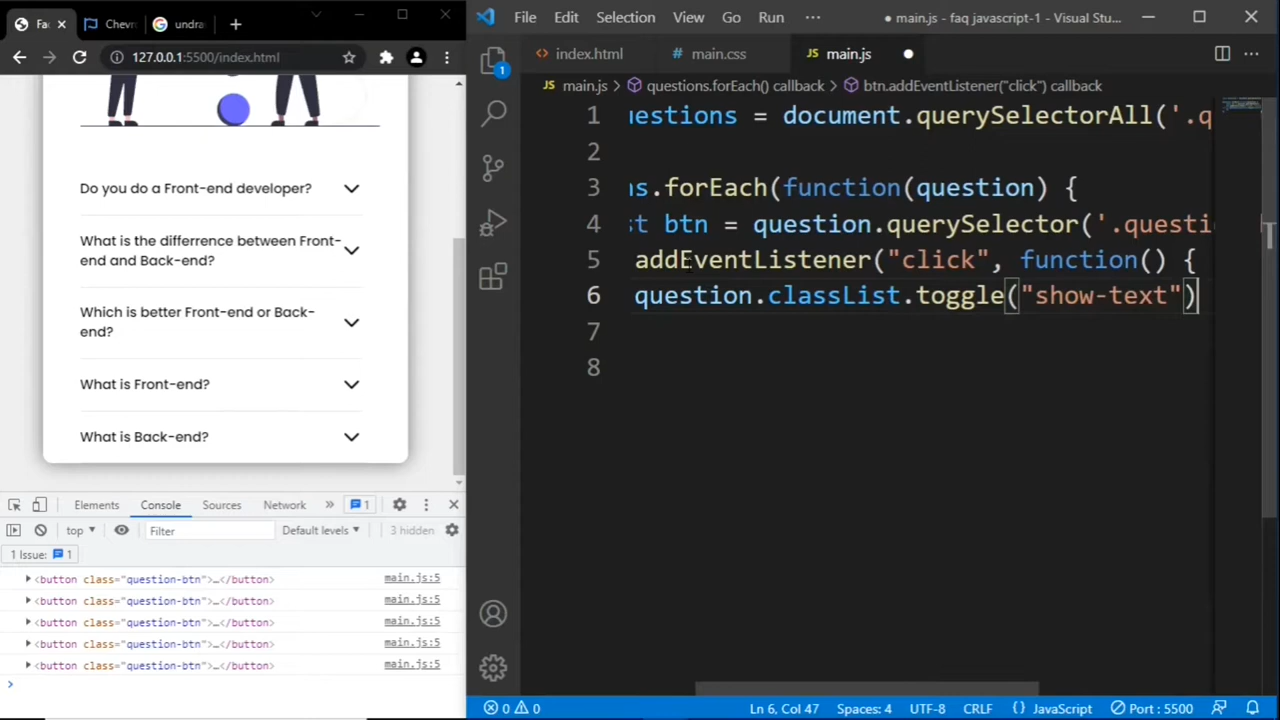 Fa
Chevr
undra
127.0.0.1:5500/index.html
Do you do a Front-end developer?
What is the difference between Front-
end and Back-end?
Which is better Front-end or Back-
end?
What is Front-end?
What is Back-end?
Elements Console Sources Network » 1
top Filter Default levels 3 hidden
1 Issue: 1
<button class="question-btn">…</button> main.js:5
<button class="question-btn">…</button> main.js:5
<button class="question-btn">…</button> main.js:5
<button class="question-btn">…</button> main.js:5
<button class="question-btn">…</button> main.js:5
>
File Edit Selection View Go Run ··· ● main.js - faq javascript-1 - Visual Stu...
1
index.html # main.css JS main.js ●
JS main.js > questions.forEach() callback > btn.addEventListener("click") callback
1 uestions = document.querySelectorAll('.q
2
3 ns.forEach(function(question) {
4 st btn = question.querySelector('.questi
5 addEventListener("click", function() {
6 question.classList.toggle("show-text")
7
8
0 0 Ln 6, Col 47 Spaces: 4 UTF-8 CRLF {} JavaScript Port : 5500